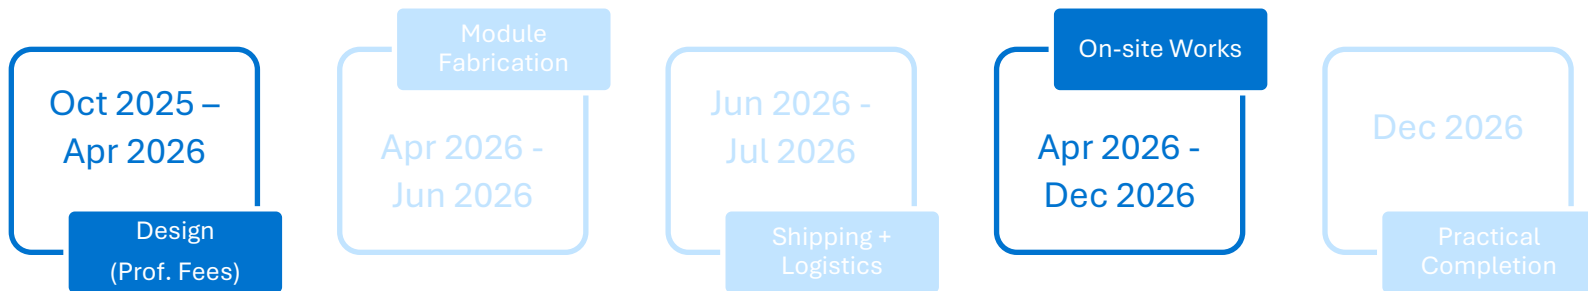 Oct 2025 –
Apr 2026
Design
(Prof. Fees)
Module
Fabrication
Apr 2026 -
Jun 2026
Jun 2026 -
Jul 2026
Shipping +
Logistics
On-site Works
Apr 2026 -
Dec 2026
Dec 2026
Practical
Completion